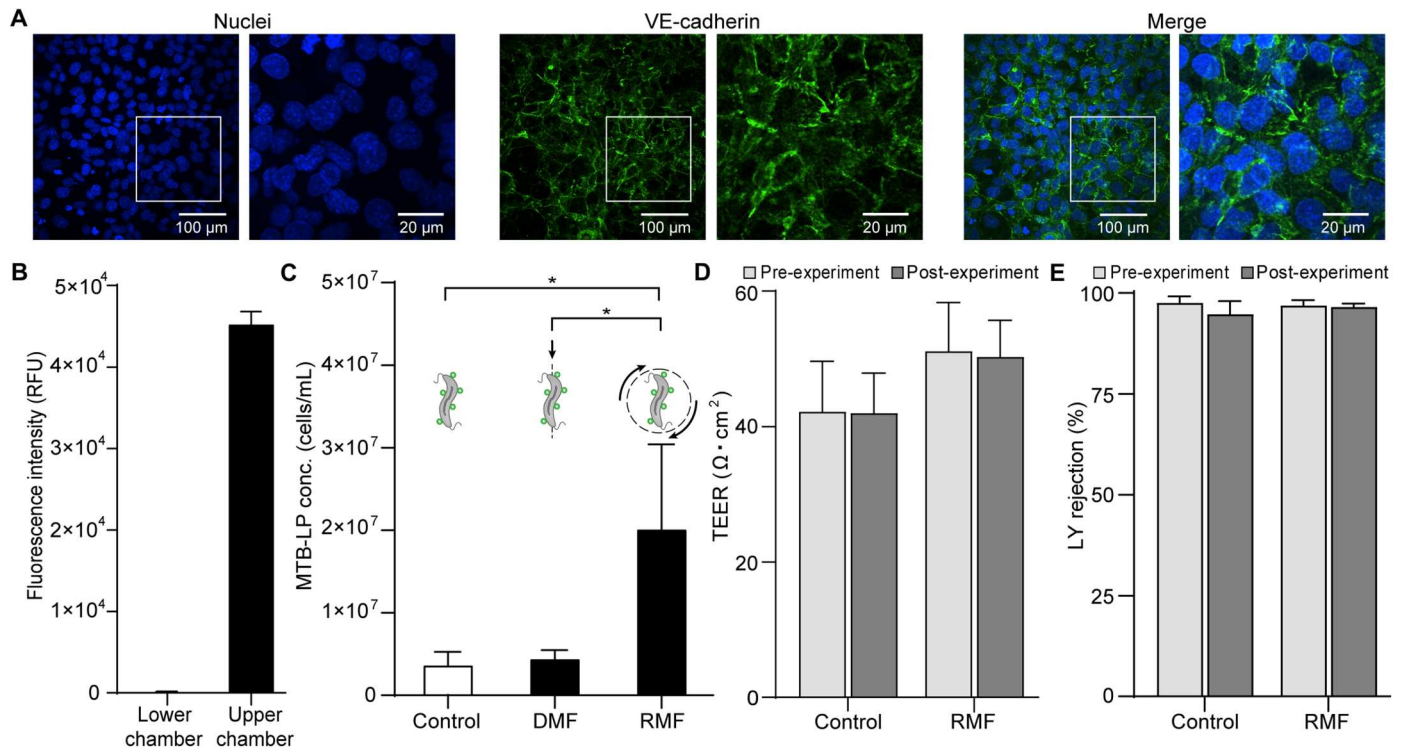 A
Nuclei
VE-cadherin
Merge
100 µm
20 µm
100 µm
20 µm
100 µm
20 µm
B
Fluorescence intensity (RFU)
5×10⁴
4×10⁴
3×10⁴
2×10⁴
1×10⁴
0
Lower chamber
Upper chamber
C
MTB-LP conc. (cells/mL)
5×10⁷
4×10⁷
3×10⁷
2×10⁷
1×10⁷
0
*
*
Control
DMF
RMF
D
Pre-experiment
Post-experiment
TEER (Ω · cm²)
60
40
20
0
Control
RMF
E
Pre-experiment
Post-experiment
LY rejection (%)
100
75
50
25
0
Control
RMF